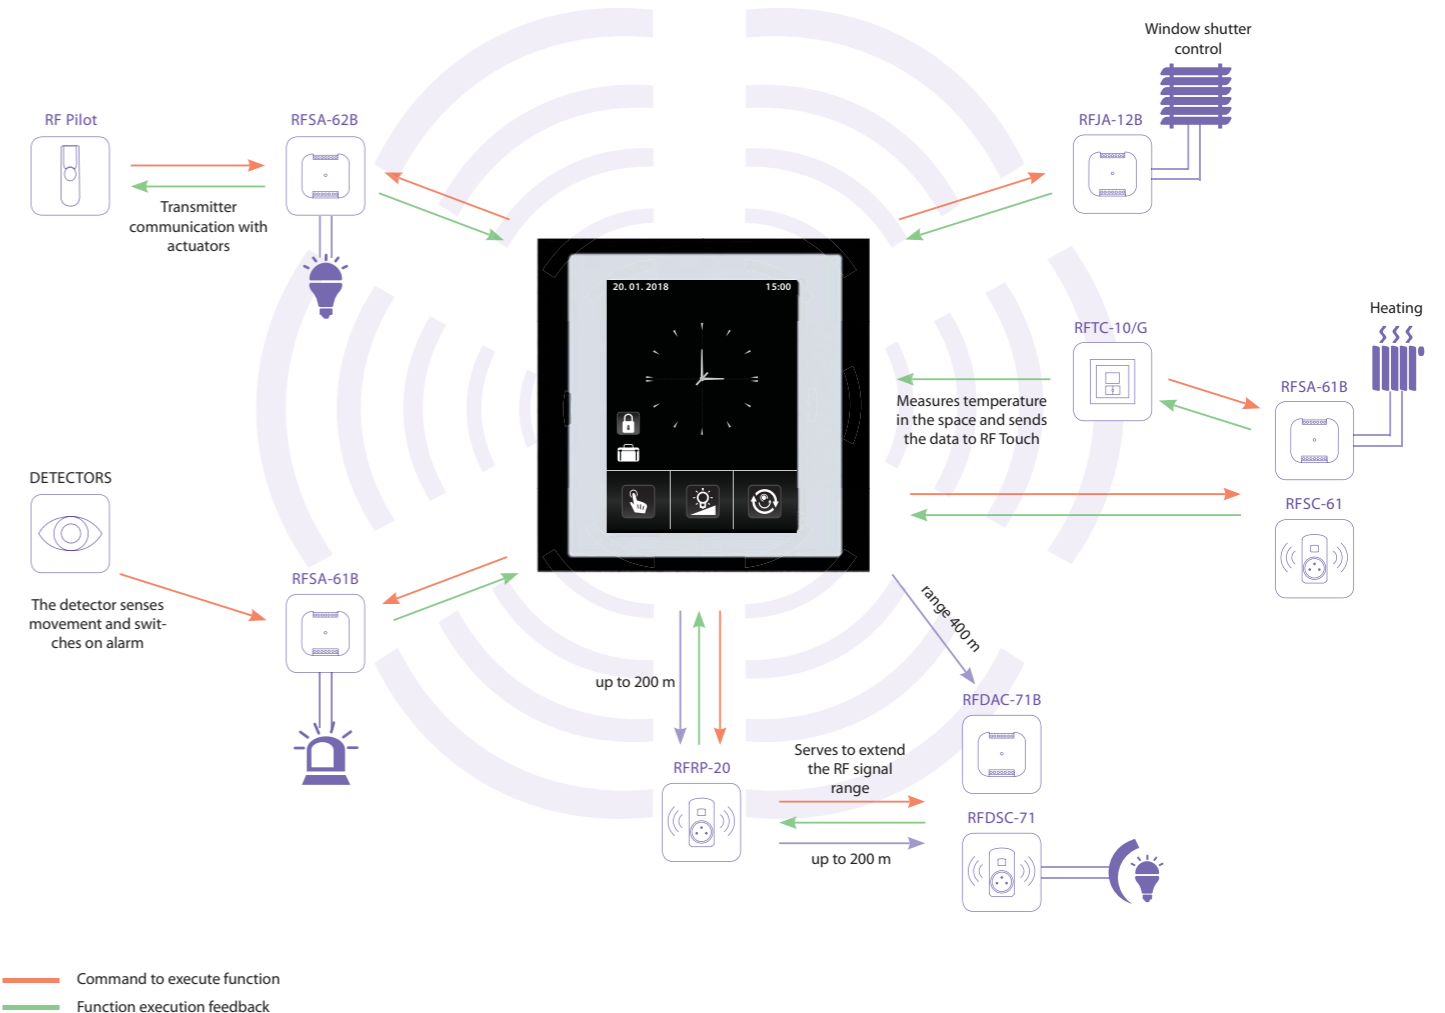 Window shutter
control
RF Pilot
RFSA-62B
RFJA-12B
Transmitter
communication with
actuators
20. 01. 2018
15:00
Heating
RFTC-10/G
RFSA-61B
Measures temperature
in the space and sends
the data to RF Touch
DETECTORS
RFSC-61
RFSA-61B
The detector senses
movement and swit-
ches on alarm
range 400 m
up to 200 m
RFDAC-71B
Serves to extend
the RF signal
range
RFRP-20
RFDSC-71
up to 200 m
Command to execute function
Function execution feedback